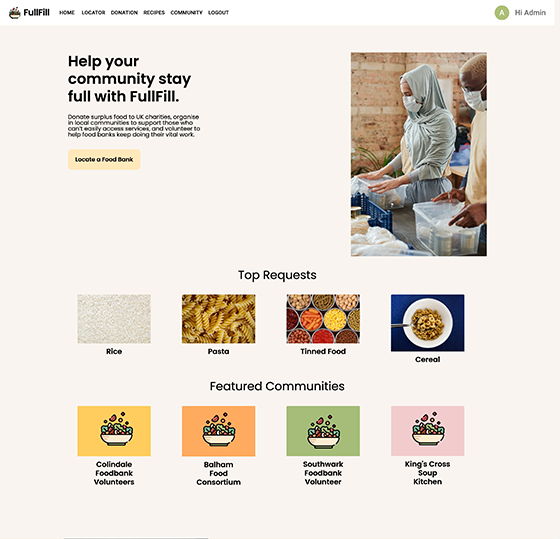 FullFill HOME LOCATOR DONATION RECIPES COMMUNITY LOGOUT A Hi Admin
Help your
community stay
full with FullFill.
Donate surplus food to UK charities, organise
in local communities to support those who
can't easily access services, and volunteer to
help food banks keep doing their vital work.
Locate a Food Bank
Top Requests
Rice Pasta Tinned Food Cereal
Featured Communities
Colindale Balham Southwark King's Cross
Foodbank Food Foodbank Soup
Volunteers Consortium Volunteer Kitchen